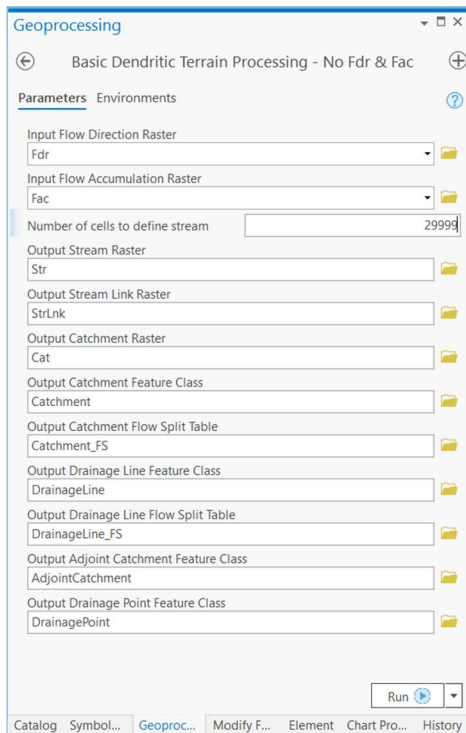 Geoprocessing
Basic Dendritic Terrain Processing - No Fdr & Fac
Parameters Environments
Input Flow Direction Raster
Fdr
Input Flow Accumulation Raster
Fac
Number of cells to define stream 29999
Output Stream Raster
Str
Output Stream Link Raster
StrLnk
Output Catchment Raster
Cat
Output Catchment Feature Class
Catchment
Output Catchment Flow Split Table
Catchment_FS
Output Drainage Line Feature Class
DrainageLine
Output Drainage Line Flow Split Table
DrainageLine_FS
Output Adjoint Catchment Feature Class
AdjointCatchment
Output Drainage Point Feature Class
DrainagePoint
Run
Catalog Symbol... Geoproc... Modify F... Element Chart Pro... History